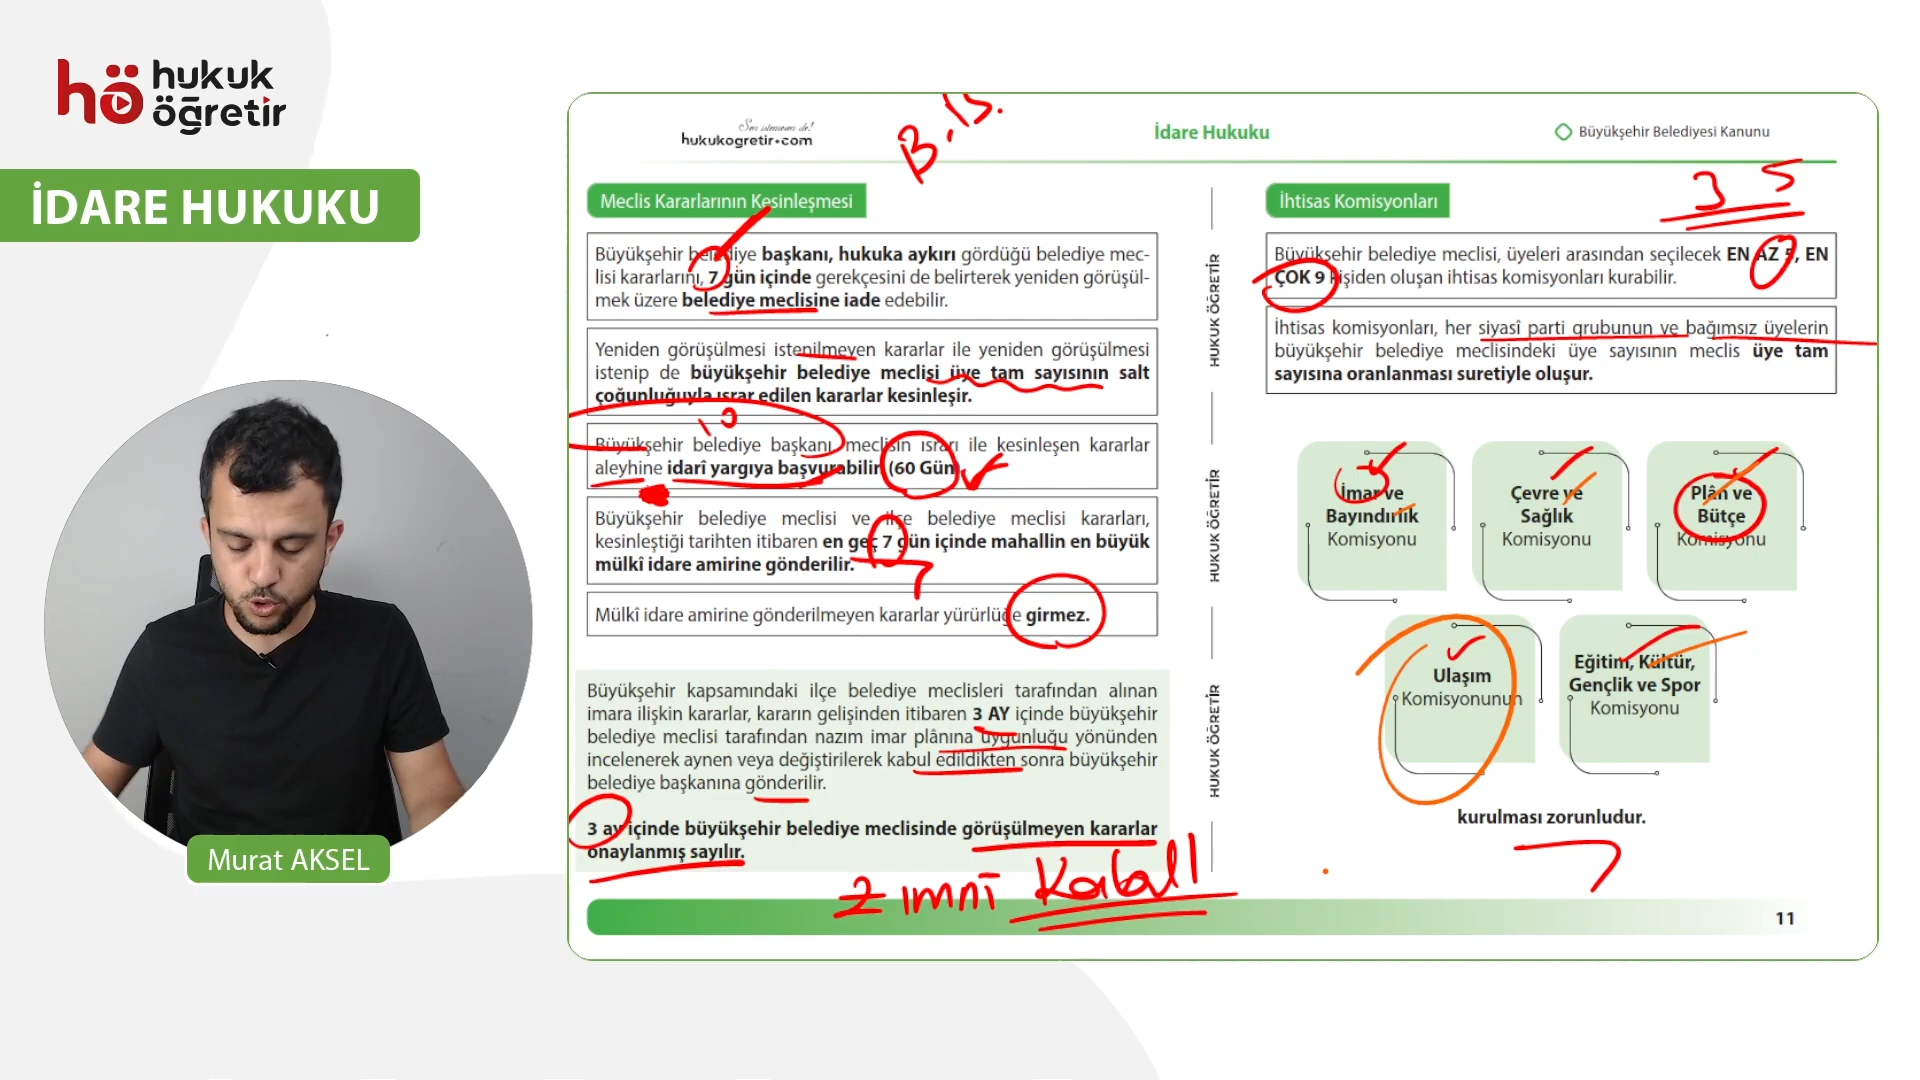 hö hukuk
öğretir
İDARE HUKUKU
Murat AKSEL
Sen istemesen de!
hukukogretir•com
B.B.
İdare Hukuku
Büyükşehir Belediyesi Kanunu
Meclis Kararlarının Kesinleşmesi
Büyükşehir belediye başkanı, hukuka aykırı gördüğü belediye mec-
lisi kararlarını, 7 gün içinde gerekçesini de belirterek yeniden görüşül-
mek üzere belediye meclisine iade edebilir.
Yeniden görüşülmesi istenilmeyen kararlar ile yeniden görüşülmesi
istenip de büyükşehir belediye meclisi üye tam sayısının salt
çoğunluğuyla ısrar edilen kararlar kesinleşir.
10
Büyükşehir belediye başkanı, meclisin ısrarı ile kesinleşen kararlar
aleyhine idarî yargıya başvurabilir (60 Gün)
Büyükşehir belediye meclisi ve ilçe belediye meclisi kararları,
kesinleştiği tarihten itibaren en geç 7 gün içinde mahallin en büyük
mülkî idare amirine gönderilir.
7
Mülkî idare amirine gönderilmeyen kararlar yürürlüğe girmez.
Büyükşehir kapsamındaki ilçe belediye meclisleri tarafından alınan
imara ilişkin kararlar, kararın gelişinden itibaren 3 AY içinde büyükşehir
belediye meclisi tarafından nazım imar plânına uygunluğu yönünden
incelenerek aynen veya değiştirilerek kabul edildikten sonra büyükşehir
belediye başkanına gönderilir.
3 ay içinde büyükşehir belediye meclisinde görüşülmeyen kararlar
onaylanmış sayılır.
Zımnî Kabul
HUKUK ÖĞRETİR
HUKUK ÖĞRETİR
HUKUK ÖĞRETİR
İhtisas Komisyonları
3 5
Büyükşehir belediye meclisi, üyeleri arasından seçilecek EN AZ 5, EN
ÇOK 9 kişiden oluşan ihtisas komisyonları kurabilir.
İhtisas komisyonları, her siyasî parti grubunun ve bağımsız üyelerin
büyükşehir belediye meclisindeki üye sayısının meclis üye tam
sayısına oranlanması suretiyle oluşur.
İmar ve
Bayındırlık
Komisyonu
Çevre ve
Sağlık
Komisyonu
Plân ve
Bütçe
Komisyonu
Ulaşım
Komisyonunun
Eğitim, Kültür,
Gençlik ve Spor
Komisyonu
kurulması zorunludur.
11